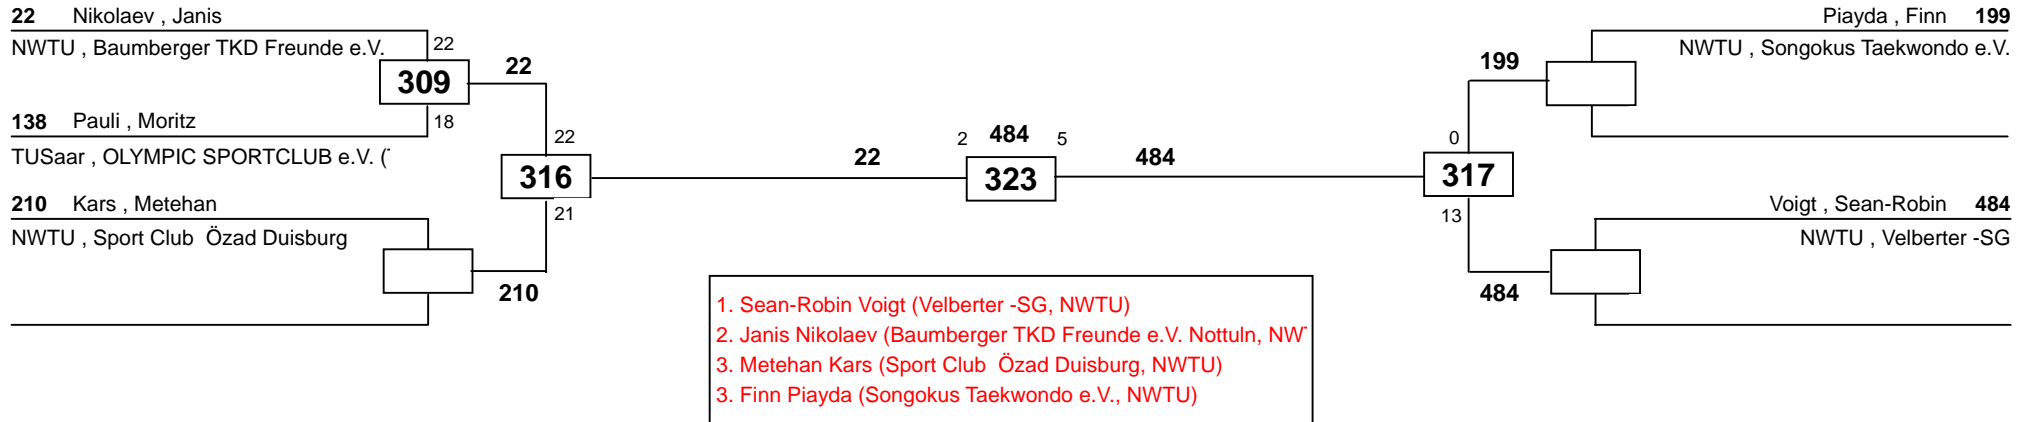 22 Nikolaev , Janis
NWTU , Baumberger TKD Freunde e.V.
22
309
22
18
138 Pauli , Moritz
TUSaar , OLYMPIC SPORTCLUB e.V. (
22
316
21
210 Kars , Metehan
NWTU , Sport Club Özad Duisburg
210
22
2 484 5
323
484
Piayda , Finn 199
NWTU , Songokus Taekwondo e.V.
199
0
317
13
Voigt , Sean-Robin 484
NWTU , Velberter -SG
484
1. Sean-Robin Voigt (Velberter -SG, NWTU)
2. Janis Nikolaev (Baumberger TKD Freunde e.V. Nottuln, NW
3. Metehan Kars (Sport Club Özad Duisburg, NWTU)
3. Finn Piayda (Songokus Taekwondo e.V., NWTU)